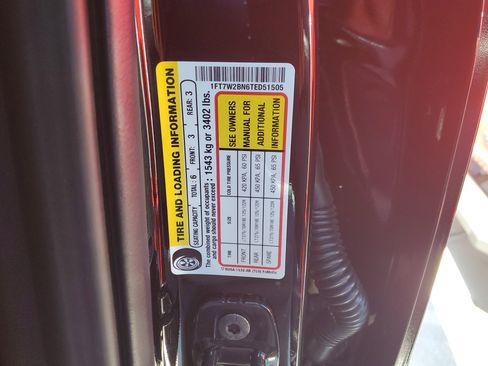 1FT7W2BN6TED51505
TIRE AND LOADING INFORMATION
SEATING CAPACITY TOTAL: 6 FRONT: 3 REAR: 3
The combined weight of occupants
and cargo should never exceed: 1543 kg or 3402 lbs.
TIRE SIZE COLD TIRE PRESSURE
FRONT 420 KPA, 60 PSI
REAR 450 KPA, 65 PSI
SPARE 450 KPA, 65 PSI
SEE OWNERS
MANUAL FOR
ADDITIONAL
INFORMATION